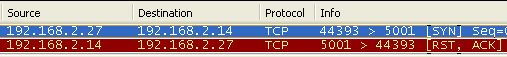 Source Destination Protocol Info
192.168.2.27 192.168.2.14 TCP 44393 > 5001 [SYN] Seq=
192.168.2.14 192.168.2.27 TCP 5001 > 44393 [RST, ACK]